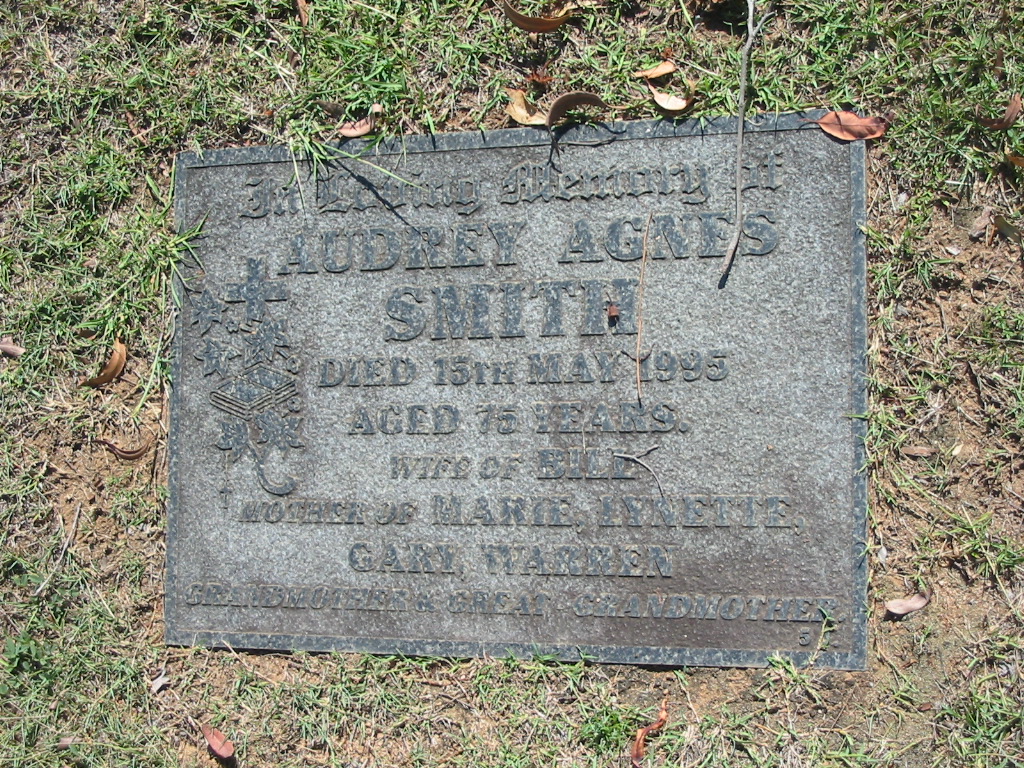 In Loving Memory of
AUDREY AGNES
SMITH
DIED 15TH MAY 1995
AGED 75 YEARS.
WIFE OF BILL
MOTHER OF MARIE, LYNETTE,
GARY, WARREN
GRANDMOTHER & GREAT GRANDMOTHER